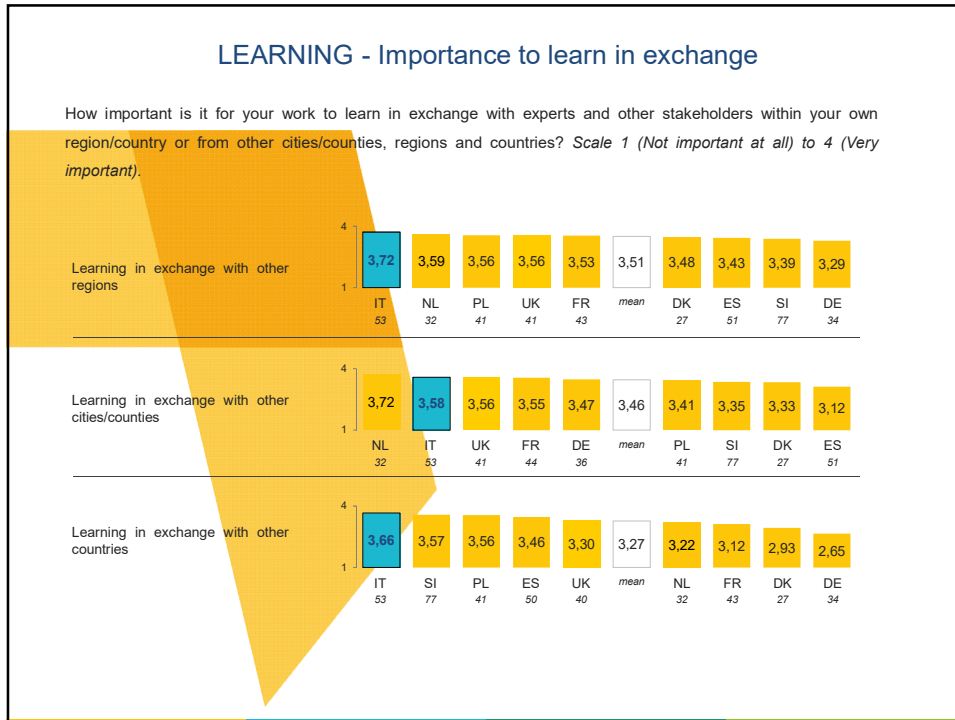 LEARNING - Importance to learn in exchange
How important is it for your work to learn in exchange with experts and other stakeholders within your own
region/country or from other cities/counties, regions and countries? Scale 1 (Not important at all) to 4 (Very
important).
Learning in exchange with other
regions
4
1
3,72 3,59 3,56 3,56 3,53 3,51 3,48 3,43 3,39 3,29
IT NL PL UK FR mean DK ES SI DE
53 32 41 41 43 27 51 77 34
Learning in exchange with other
cities/counties
4
1
3,72 3,58 3,56 3,55 3,47 3,46 3,41 3,35 3,33 3,12
NL IT UK FR DE mean PL SI DK ES
32 53 41 44 36 41 77 27 51
Learning in exchange with other
countries
4
1
3,66 3,57 3,56 3,46 3,30 3,27 3,22 3,12 2,93 2,65
IT SI PL ES UK mean NL FR DK DE
53 77 41 50 40 32 43 27 34